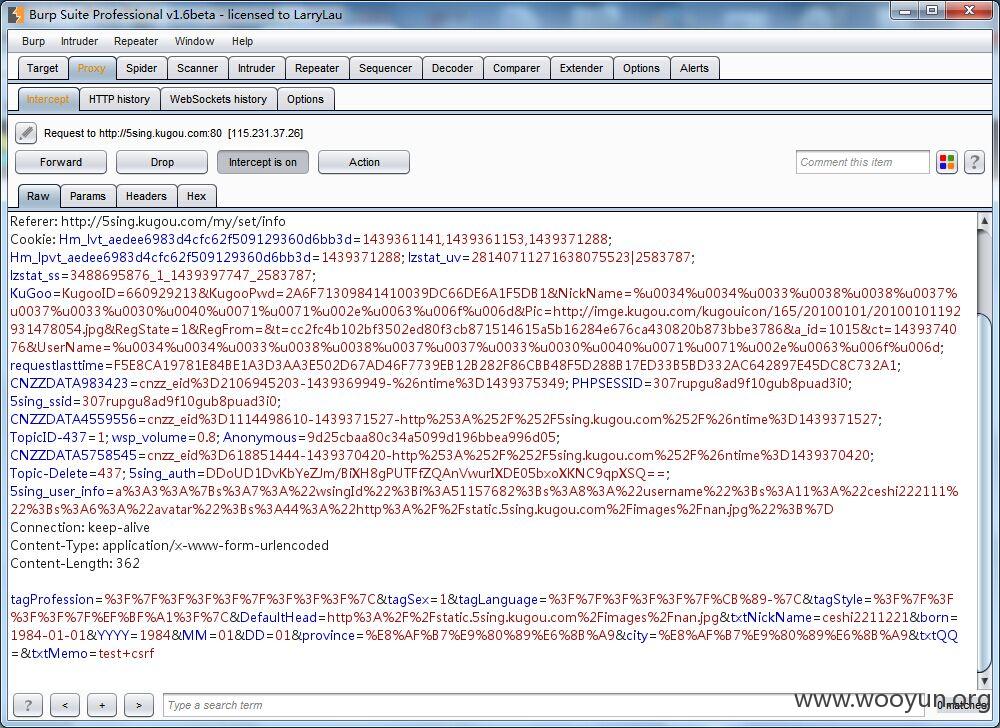 Burp Suite Professional v1.6beta - licensed to LarryLau
Burp Intruder Repeater Window Help
Target Proxy Spider Scanner Intruder Repeater Sequencer Decoder Comparer Extender Options Alerts
Intercept HTTP history WebSockets history Options
Request to http://5sing.kugou.com:80 [115.231.37.26]
Forward Drop Intercept is on Action Comment this item ?
Raw Params Headers Hex
Referer: http://5sing.kugou.com/my/set/info
Cookie: Hm_lvt_aedee6983d4cfc62f509129360d6bb3d=1439361141,1439361153,1439371288;
Hm_lpvt_aedee6983d4cfc62f509129360d6bb3d=1439371288; lzstat_uv=28140711271638075523|2583787;
lzstat_ss=3488695876_1_1439397747_2583787;
KuGoo=KugooID=660929213&KugooPwd=2A6F71309841410039DC66DE6A1F5DB1&NickName=%u0034%u0034%u0033%u0038%u0038%u0037%
u0037%u0033%u0030%u0040%u0071%u0071%u002e%u0063%u006f%u006d&Pic=http://imge.kugou.com/kugouicon/165/20100101/20100101192
931478054.jpg&RegState=1&RegFrom=&t=cc2fc4b102bf3502ed80f3cb871514615a5b16284e676ca430820b873bbe3786&a_id=1015&ct=14393740
76&UserName=%u0034%u0034%u0033%u0038%u0038%u0037%u0037%u0033%u0030%u0040%u0071%u0071%u002e%u0063%u006f%u006d;
requestlasttime=F5E8CA19781E84BE1A3D3AA3E502D67AD46F7739EB12B282F86CBB48F5D288B17ED33B5BD332AC642897E45DC8C732A1;
CNZZDATA983423=cnzz_eid%3D2106945203-1439369949-%26ntime%3D1439375349; PHPSESSID=307rupgu8ad9f10gub8puad3i0;
5sing_ssid=307rupgu8ad9f10gub8puad3i0;
CNZZDATA4559556=cnzz_eid%3D1114498610-1439371527-http%253A%252F%252F5sing.kugou.com%252F%26ntime%3D1439371527;
TopicID-437=1; wsp_volume=0.8; Anonymous=9d25cbaa80c34a5099d196bbea996d05;
CNZZDATA5758545=cnzz_eid%3D618851444-1439370420-http%253A%252F%252F5sing.kugou.com%252F%26ntime%3D1439370420;
Topic-Delete=437; 5sing_auth=DDoUD1DvKbYeZJm/BiXH8gPUTFfZQAnVwurIXDE05bxoXKNC9qpXSQ==;
5sing_user_info=a%3A3%3A%7Bs%3A7%3A%22wsingId%22%3Bi%3A51157682%3Bs%3A8%3A%22username%22%3Bs%3A11%3A%22ceshi222111%
22%3Bs%3A6%3A%22avatar%22%3Bs%3A44%3A%22http%3A%2F%2Fstatic.5sing.kugou.com%2Fimages%2Fnan.jpg%22%3B%7D
Connection: keep-alive
Content-Type: application/x-www-form-urlencoded
Content-Length: 362
tagProfession=%3F%7F%3F%3F%3F%7F%3F%3F%3F%7C&tagSex=1&tagLanguage=%3F%7F%3F%3F%3F%7F%CB%89-%7C&tagStyle=%3F%7F%3F
%3F%3F%7F%EF%BF%A1%3F%7C&DefaultHead=http%3A%2F%2Fstatic.5sing.kugou.com%2Fimages%2Fnan.jpg&txtNickName=ceshi2211221&born=
1984-01-01&YYYY=1984&MM=01&DD=01&province=%E8%AF%B7%E9%80%89%E6%8B%A9&city=%E8%AF%B7%E9%80%89%E6%8B%A9&txtQQ
=&txtMemo=test+csrf
? < + > Type a search term 0 matches
www.wooyun.org